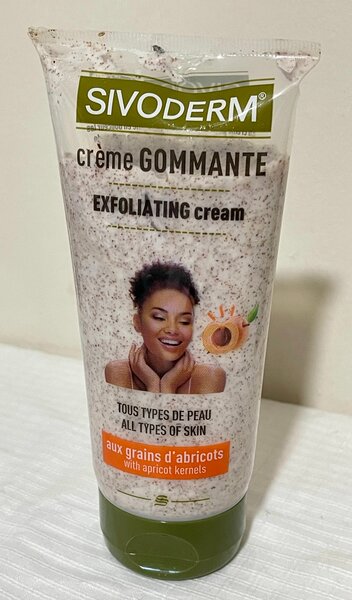 SIVODERM®
crème GOMMANTE
EXFOLIATING cream
TOUS TYPES DE PEAU
ALL TYPES OF SKIN
aux grains d'abricots
with apricot kernels